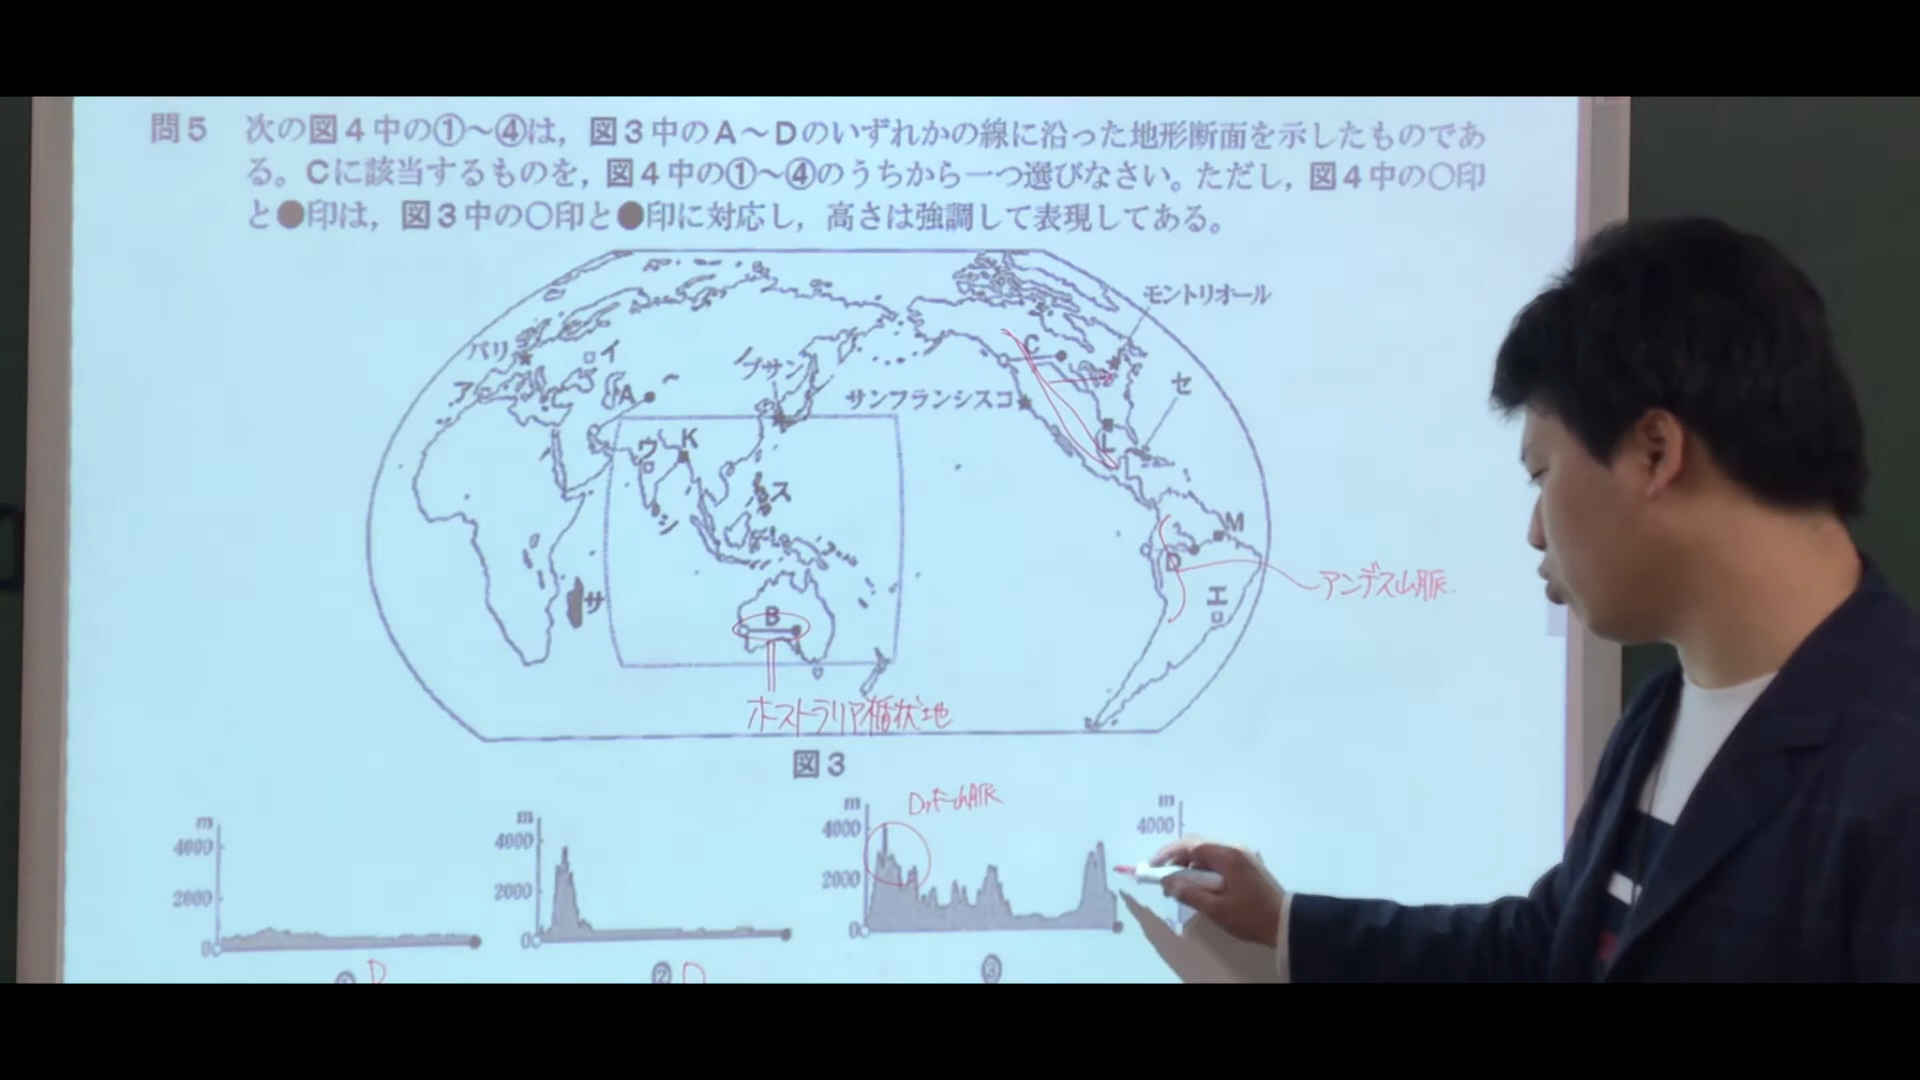 問5 次の図4中の①〜④は，図3中のA〜Dのいずれかの線に沿った地形断面を示したものであ
る。Cに該当するものを，図4中の①〜④のうちから一つ選びなさい。ただし，図4中の○印
と●印は，図3中の○印と●印に対応し，高さは強調して表現してある。
モントリオール
パリ
イ
プサン
C
セ
ア
A
サンフランシスコ
K
ウ
L
ス
シ
M
D
アンデス山脈
サ
エ
B
オーストラリア楯状地
図3
m
4000
2000
0
①
m
4000
2000
0
②
D
m
4000
2000
0
③
m
4000